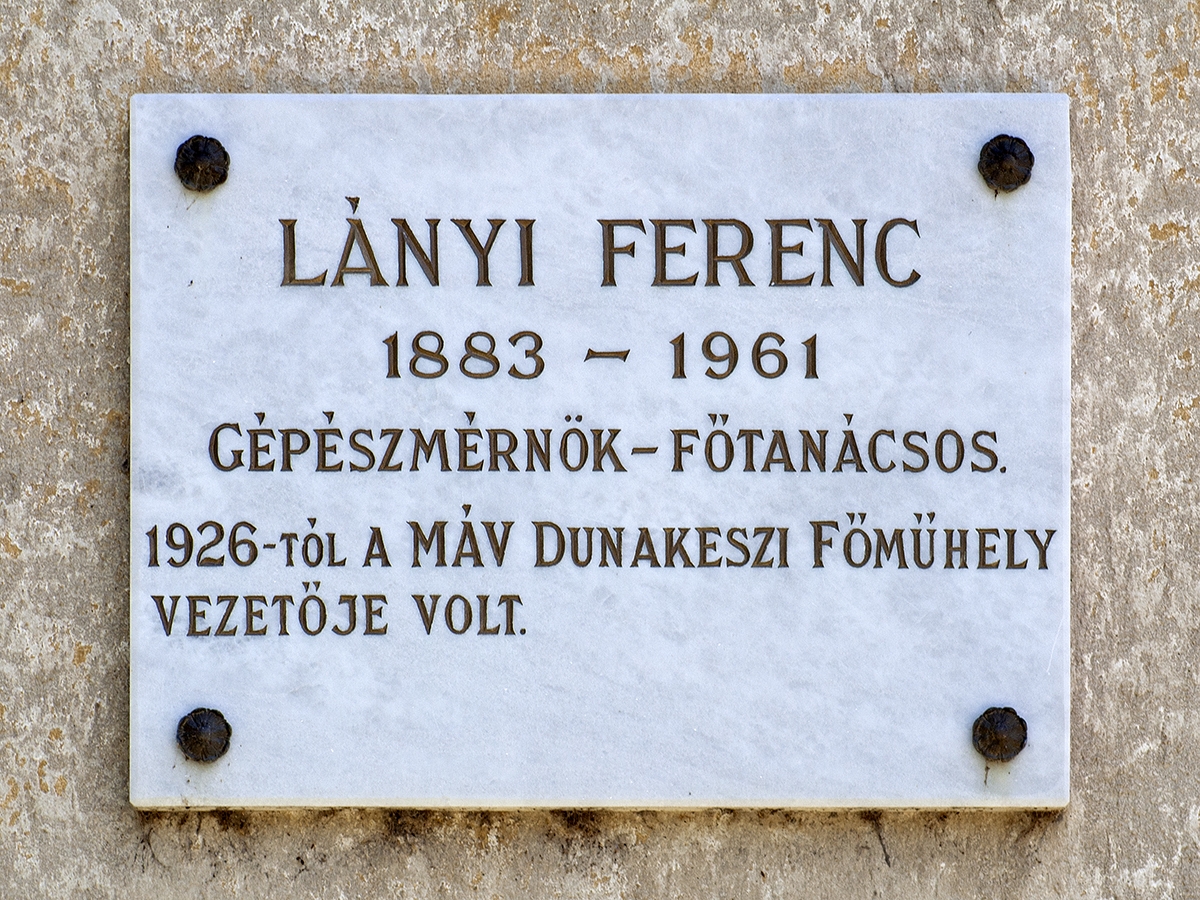 LÁNYI FERENC
1883 – 1961
GÉPÉSZMÉRNÖK – FŐTANÁCSOS.
1926-TÓL A MÁV DUNAKESZI FŐMŰHELY
VEZETŐJE VOLT.